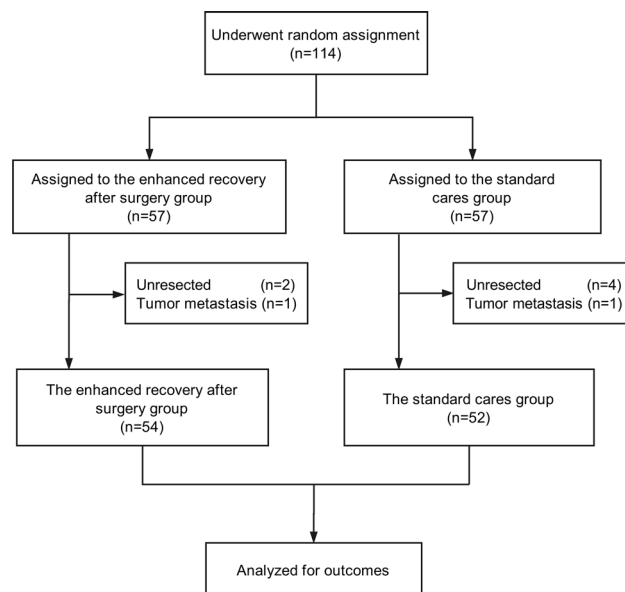 Underwent random assignment
(n=114)
Assigned to the enhanced recovery
after surgery group
(n=57)
Assigned to the standard
cares group
(n=57)
Unresected (n=2)
Tumor metastasis (n=1)
Unresected (n=4)
Tumor metastasis (n=1)
The enhanced recovery after
surgery group
(n=54)
The standard cares group
(n=52)
Analyzed for outcomes